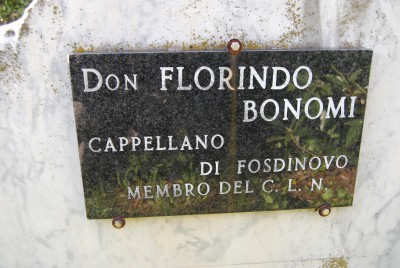 Don FLORINDO
BONOMI
CAPPELLANO
DI FOSDINOVO
MEMBRO DEL C. L. N.